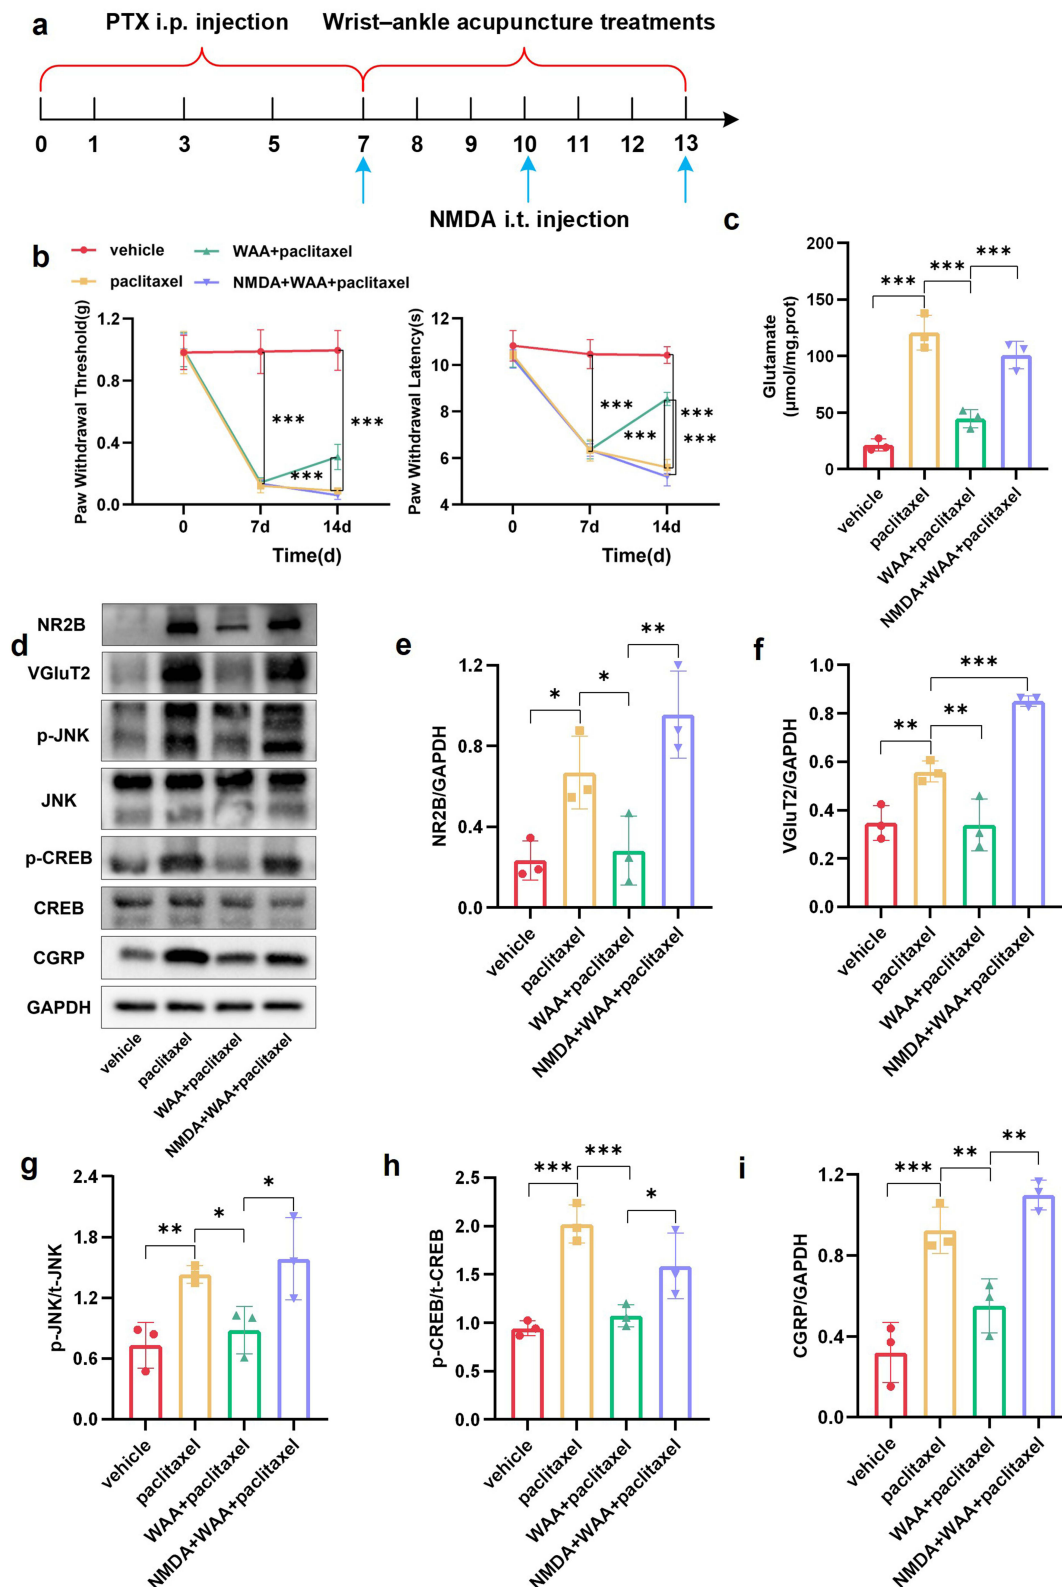 a
PTX i.p. injection
Wrist–ankle acupuncture treatments
0 1 3 5 7 8 9 10 11 12 13
NMDA i.t. injection
b
vehicle
paclitaxel
WAA+paclitaxel
NMDA+WAA+paclitaxel
Paw Withdrawal Threshold(g)
1.2
0.8
0.4
0.0
***
***
***
0 7d 14d
Time(d)
Paw Withdrawal Latency(s)
12
10
8
6
4
***
***
***
***
0 7d 14d
Time(d)
c
Glutamate
(μmol/mg,prot)
200
150
100
50
0
*** *** ***
vehicle
paclitaxel
WAA+paclitaxel
NMDA+WAA+paclitaxel
d
NR2B
VGluT2
p-JNK
JNK
p-CREB
CREB
CGRP
GAPDH
vehicle
paclitaxel
WAA+paclitaxel
NMDA+WAA+paclitaxel
e
NR2B/GAPDH
1.2
0.8
0.4
0.0
* * **
vehicle
paclitaxel
WAA+paclitaxel
NMDA+WAA+paclitaxel
f
VGluT2/GAPDH
1.0
0.8
0.6
0.4
0.2
0.0
** ** ***
vehicle
paclitaxel
WAA+paclitaxel
NMDA+WAA+paclitaxel
g
p-JNK/t-JNK
2.4
1.8
1.2
0.6
0.0
** * *
vehicle
paclitaxel
WAA+paclitaxel
NMDA+WAA+paclitaxel
h
p-CREB/t-CREB
2.5
2.0
1.5
1.0
0.5
0.0
*** *** *
vehicle
paclitaxel
WAA+paclitaxel
NMDA+WAA+paclitaxel
i
CGRP/GAPDH
1.2
0.8
0.4
0.0
*** ** **
vehicle
paclitaxel
WAA+paclitaxel
NMDA+WAA+paclitaxel